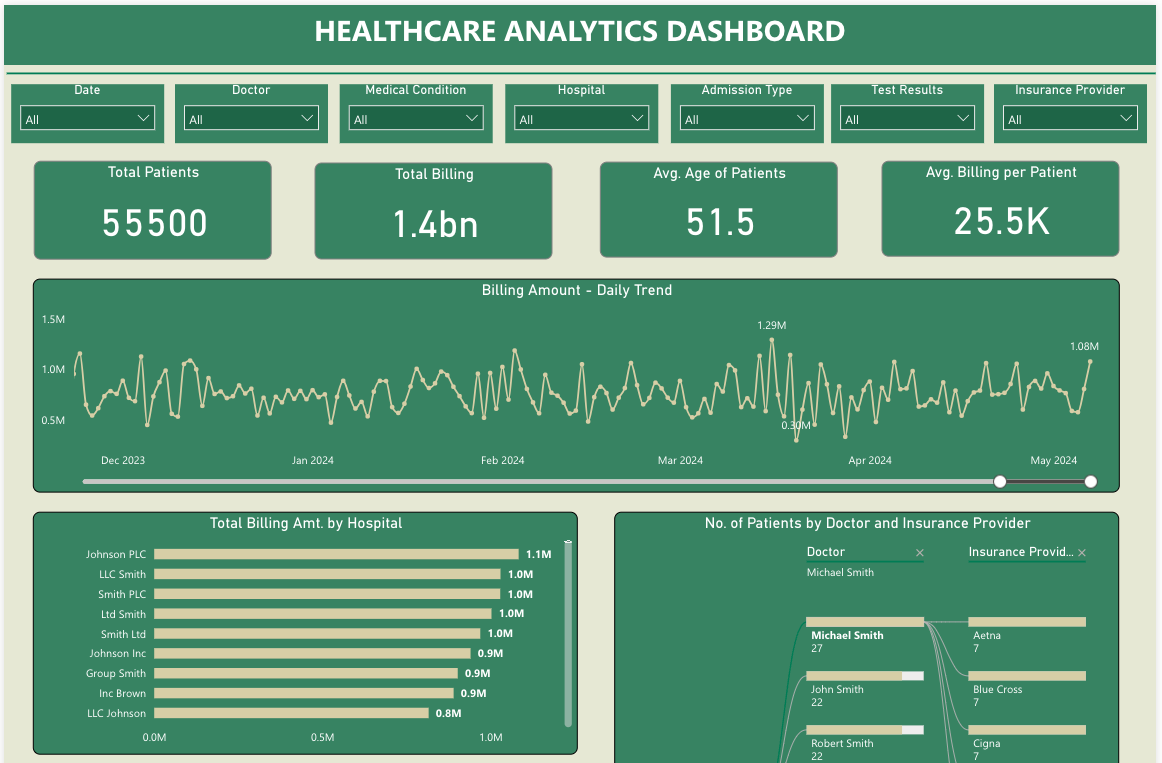 HEALTHCARE ANALYTICS DASHBOARD
Date
Doctor
Medical Condition
Hospital
Admission Type
Test Results
Insurance Provider
All
All
All
All
All
All
All
Total Patients
55500
Total Billing
1.4bn
Avg. Age of Patients
51.5
Avg. Billing per Patient
25.5K
Billing Amount - Daily Trend
1.5M
1.0M
0.5M
1.29M
0.30M
1.08M
Dec 2023
Jan 2024
Feb 2024
Mar 2024
Apr 2024
May 2024
Total Billing Amt. by Hospital
Johnson PLC 1.1M
LLC Smith 1.0M
Smith PLC 1.0M
Ltd Smith 1.0M
Smith Ltd 1.0M
Johnson Inc 0.9M
Group Smith 0.9M
Inc Brown 0.9M
LLC Johnson 0.8M
0.0M 0.5M 1.0M
No. of Patients by Doctor and Insurance Provider
Doctor
Michael Smith
Insurance Provid...
Michael Smith
27
John Smith
22
Robert Smith
22
Aetna
7
Blue Cross
7
Cigna
7